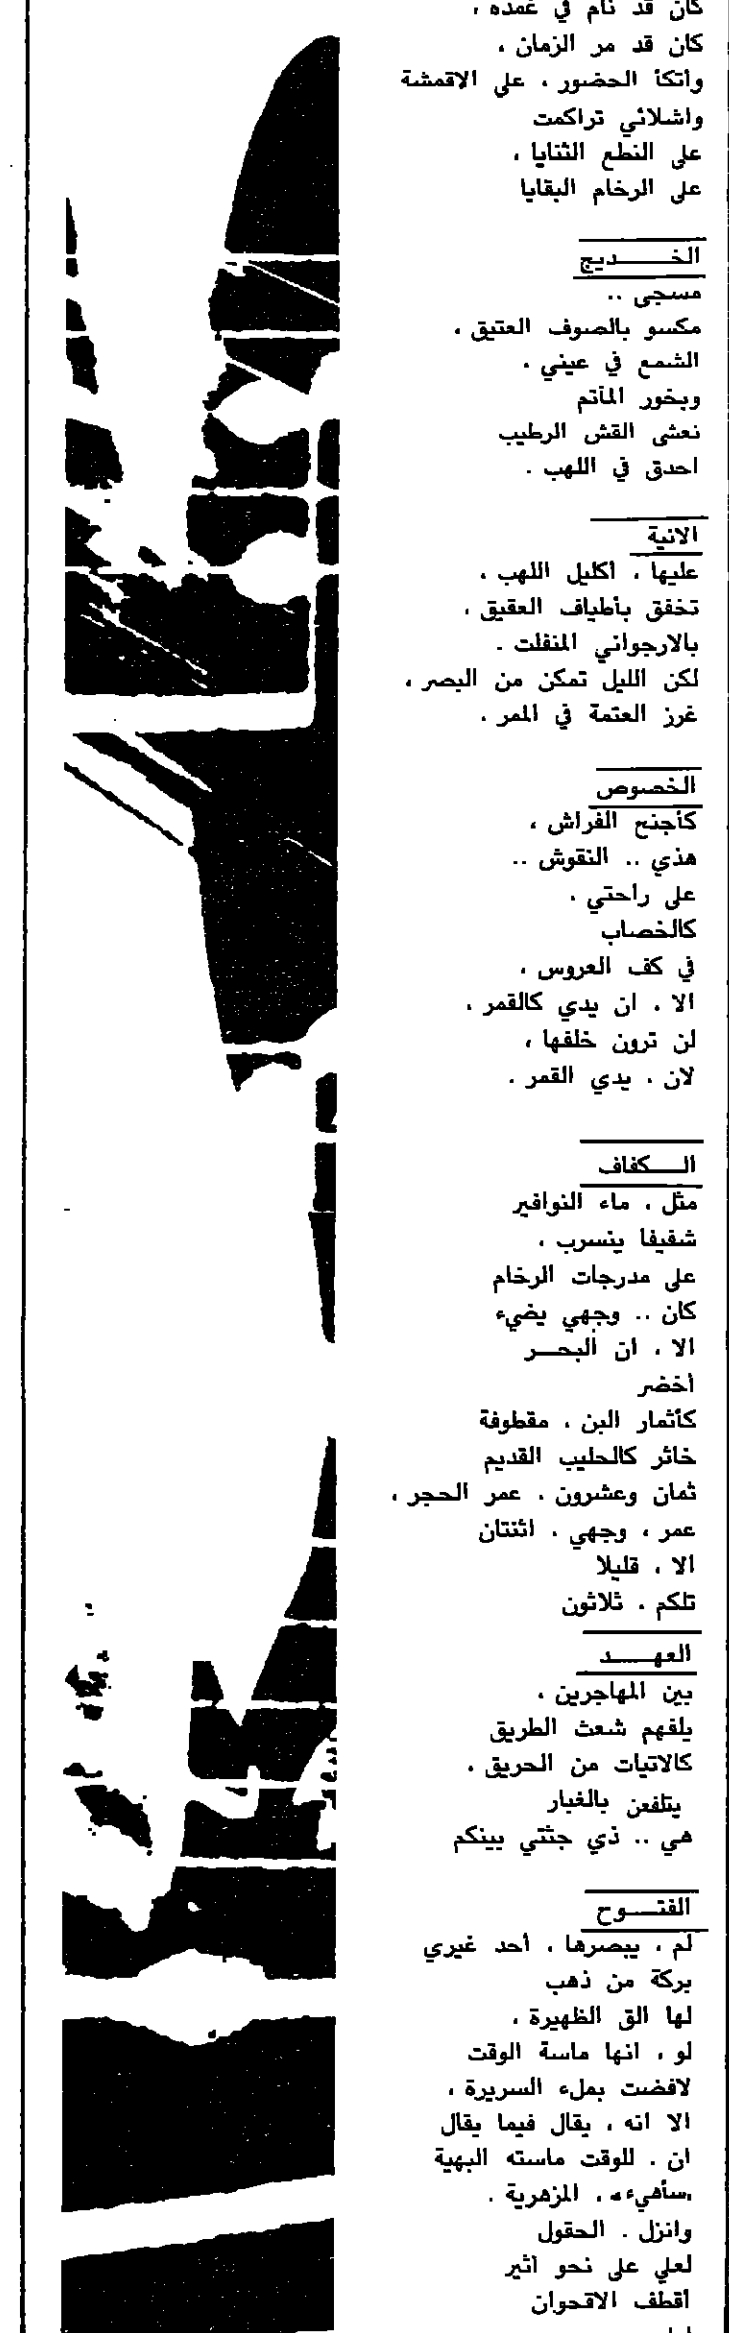 كان قد نام في غمده ،
كان قد مر الزمان ،
وأتكأ الحضور ، على الاقمشة
واشلائي تراكمت
على النطع الثنايا ،
على الرخام البقايا
الخـــديج
مسجى ..
مكسو بالصوف العتيق ،
الشمع في عيني .
وبخور المأتم
نعشى القش الرطيب
احدق في اللهب .
الانية
عليها ، أكليل اللهب ،
تخفق بأطياف العقيق ،
بالارجواني المنفلت .
لكن الليل تمكن من البصر ،
غرز العتمة في الممر .
الخصوص
كأجنح الفراش ،
هذي .. النقوش ..
على راحتي .
كالخصاب
في كف العروس ،
الا ، ان يدي كالقمر ،
لن ترون خلفها ،
لان ، يدي القمر .
الـــكفاف
مثل ، ماء النوافير
شفيفا ينسرب ،
على مدرجات الرخام
كان .. وجهي يضيء
الا ، ان البحـــر
أخضر
كأثمار البن ، مقطوفة
خاثر كالحليب القديم
ثمان وعشرون . عمر الحجر ،
عمر ، وجهي . اثنتان
الا ، قليلا
تلكم . ثلاثون
العهـــد
بين المهاجرين ،
يلفهم شعث الطريق
كالاتيات من الحريق ،
يتلفعن بالغبار
هي .. ذي جثتي بينكم
الفتـــوح
لم ، يبصرها ، أحد غيري
بركة من ذهب
لها الق الظهيرة ،
لو ، انها ماسة الوقت
لافضت بملء السريرة ،
الا انه ، يقال فيما يقال
ان . للوقت ماسته البهية
سأهيء ، المزهرية .
وانزل . الحقول
لعلي على نحو أثير
أقطف الاقحوان